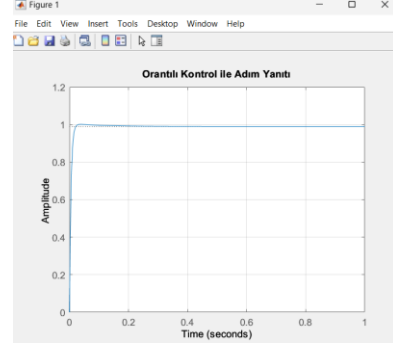 Figure 1
File Edit View Insert Tools Desktop Window Help
Orantılı Kontrol ile Adım Yanıtı
1.2
1
0.8
0.6
0.4
0.2
0
Amplitude
0 0.2 0.4 0.6 0.8 1
Time (seconds)